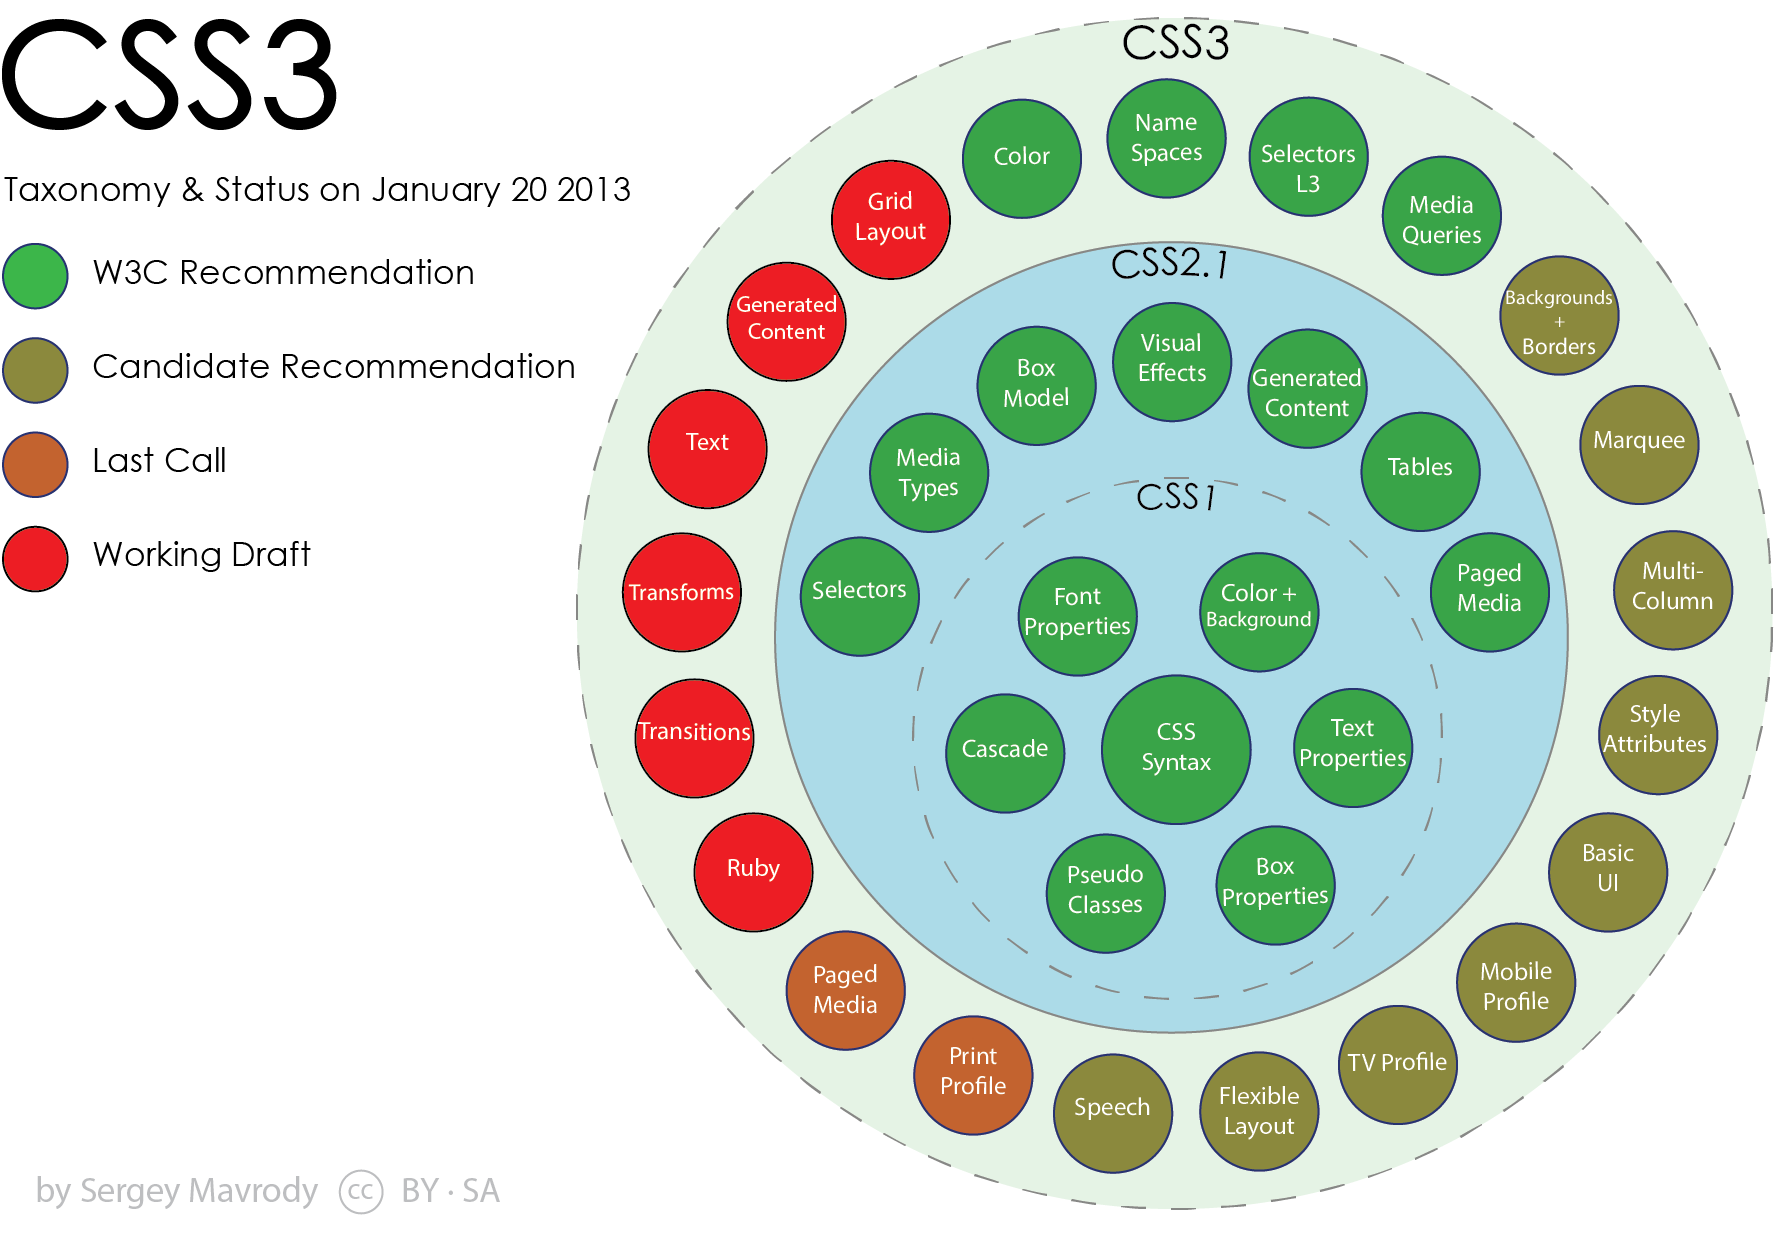 CSS3
Taxonomy & Status on January 20 2013
W3C Recommendation
Candidate Recommendation
Last Call
Working Draft
CSS3
Color
Name
Spaces
Selectors
L3
Media
Queries
Backgrounds
+
Borders
Marquee
Multi-
Column
Style
Attributes
Basic
UI
Mobile
Profile
TV Profile
Flexible
Layout
Speech
Print
Profile
Paged
Media
Ruby
Transitions
Transforms
Text
Generated
Content
Grid
Layout
CSS2.1
Selectors
Media
Types
Box
Model
Visual
Effects
Generated
Content
Tables
Paged
Media
CSS1
Font
Properties
Color +
Background
Cascade
CSS
Syntax
Text
Properties
Pseudo
Classes
Box
Properties
by Sergey Mavrody cc BY · SA